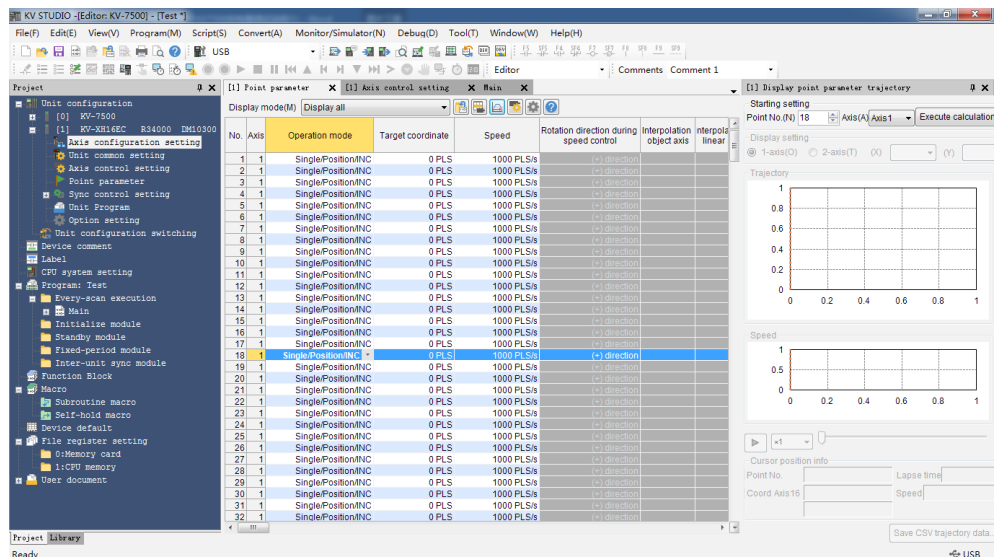 KV STUDIO -[Editor: KV-7500] - [Test *]
File(F) Edit(E) View(V) Program(M) Script(S) Convert(A) Monitor/Simulator(N) Debug(D) Tool(T) Window(W) Help(H)
USB
Editor Comments Comment 1
Project
Unit configuration
[0] KV-7500
[1] KV-XH16EC R34000 DM10300
Axis configuration setting
Unit common setting
Axis control setting
Point parameter
Sync control setting
Unit Program
Option setting
Unit configuration switching
Device comment
Label
CPU system setting
Program: Test
Every-scan execution
Main
Initialize module
Standby module
Fixed-period module
Inter-unit sync module
Function Block
Macro
Subroutine macro
Self-hold macro
Device default
File register setting
0:Memory card
1:CPU memory
User document
Project Library
Ready
[1] Point parameter X [1] Axis control setting X Main X
Display mode(M) Display all
No. Axis Operation mode Target coordinate Speed Rotation direction during speed control Interpolation object axis nterpola linear
1 1 Single/Position/INC 0 PLS 1000 PLS/s (+) direction
2 1 Single/Position/INC 0 PLS 1000 PLS/s (+) direction
3 1 Single/Position/INC 0 PLS 1000 PLS/s (+) direction
4 1 Single/Position/INC 0 PLS 1000 PLS/s (+) direction
5 1 Single/Position/INC 0 PLS 1000 PLS/s (+) direction
6 1 Single/Position/INC 0 PLS 1000 PLS/s (+) direction
7 1 Single/Position/INC 0 PLS 1000 PLS/s (+) direction
8 1 Single/Position/INC 0 PLS 1000 PLS/s (+) direction
9 1 Single/Position/INC 0 PLS 1000 PLS/s (+) direction
10 1 Single/Position/INC 0 PLS 1000 PLS/s (+) direction
11 1 Single/Position/INC 0 PLS 1000 PLS/s (+) direction
12 1 Single/Position/INC 0 PLS 1000 PLS/s (+) direction
13 1 Single/Position/INC 0 PLS 1000 PLS/s (+) direction
14 1 Single/Position/INC 0 PLS 1000 PLS/s (+) direction
15 1 Single/Position/INC 0 PLS 1000 PLS/s (+) direction
16 1 Single/Position/INC 0 PLS 1000 PLS/s (+) direction
17 1 Single/Position/INC 0 PLS 1000 PLS/s (+) direction
18 1 Single/Position/INC 0 PLS 1000 PLS/s (+) direction
19 1 Single/Position/INC 0 PLS 1000 PLS/s (+) direction
20 1 Single/Position/INC 0 PLS 1000 PLS/s (+) direction
21 1 Single/Position/INC 0 PLS 1000 PLS/s (+) direction
22 1 Single/Position/INC 0 PLS 1000 PLS/s (+) direction
23 1 Single/Position/INC 0 PLS 1000 PLS/s (+) direction
24 1 Single/Position/INC 0 PLS 1000 PLS/s (+) direction
25 1 Single/Position/INC 0 PLS 1000 PLS/s (+) direction
26 1 Single/Position/INC 0 PLS 1000 PLS/s (+) direction
27 1 Single/Position/INC 0 PLS 1000 PLS/s (+) direction
28 1 Single/Position/INC 0 PLS 1000 PLS/s (+) direction
29 1 Single/Position/INC 0 PLS 1000 PLS/s (+) direction
30 1 Single/Position/INC 0 PLS 1000 PLS/s (+) direction
31 1 Single/Position/INC 0 PLS 1000 PLS/s (+) direction
32 1 Single/Position/INC 0 PLS 1000 PLS/s (+) direction
[1] Display point parameter trajectory
Starting setting
Point No.(N) 18 Axis(A) Axis1 Execute calculation
Display setting
1-axis(O) 2-axis(T) (X) (Y)
Trajectory
1
0.8
0.6
0.4
0.2
0
0 0.2 0.4 0.6 0.8 1
Speed
1
0.5
0
0 0.2 0.4 0.6 0.8 1
x1
Cursor position info
Point No. Lapse time
Coord Axis16 Speed
Save CSV trajectory data...
USB